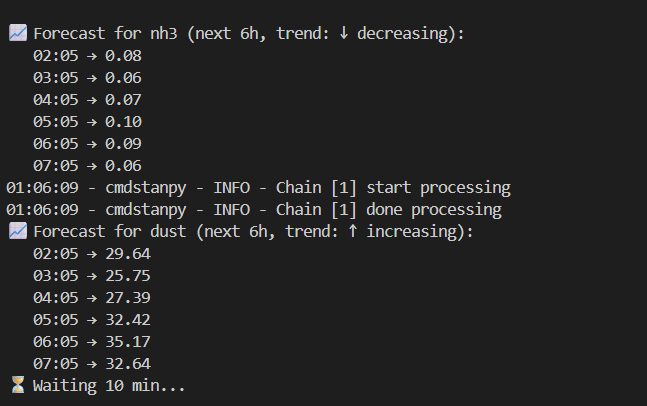 📈 Forecast for nh3 (next 6h, trend: ↓ decreasing):
02:05 → 0.08
03:05 → 0.06
04:05 → 0.07
05:05 → 0.10
06:05 → 0.09
07:05 → 0.06
01:06:09 - cmdstanpy - INFO - Chain [1] start processing
01:06:09 - cmdstanpy - INFO - Chain [1] done processing
📈 Forecast for dust (next 6h, trend: ↑ increasing):
02:05 → 29.64
03:05 → 25.75
04:05 → 27.39
05:05 → 32.42
06:05 → 35.17
07:05 → 32.64
⏳ Waiting 10 min...